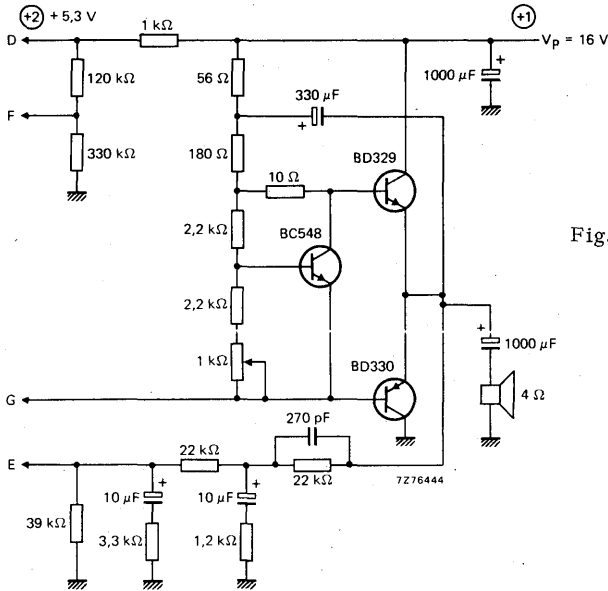 +2 + 5,3 V
+1
D
1 kΩ
Vp = 16 V
120 kΩ
56 Ω
1000 μF
+
330 μF
+
F
180 Ω
BD329
330 kΩ
10 Ω
2,2 kΩ
BC548
Fig.
2,2 kΩ
+
1000 μF
1 kΩ
BD330
4 Ω
G
270 pF
E
22 kΩ
22 kΩ
7Z76444
10 μF
+
10 μF
+
39 kΩ
3,3 kΩ
1,2 kΩ